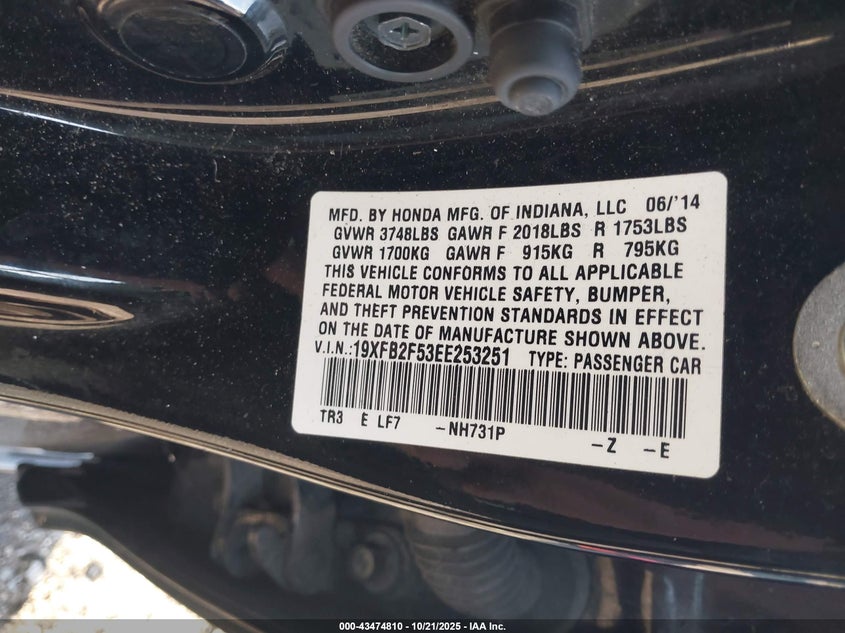 MFD. BY HONDA MFG. OF INDIANA, LLC 06/'14
GVWR 3748LBS GAWR F 2018LBS R 1753LBS
GVWR 1700KG GAWR F 915KG R 795KG
THIS VEHICLE CONFORMS TO ALL APPLICABLE
FEDERAL MOTOR VEHICLE SAFETY, BUMPER,
AND THEFT PREVENTION STANDARDS IN EFFECT
ON THE DATE OF MANUFACTURE SHOWN ABOVE.
V.I.N.:19XFB2F53EE253251 TYPE: PASSENGER CAR
TR3 E LF7 -NH731P -Z -E
000-43474810 - 10/21/2025 - IAA Inc.